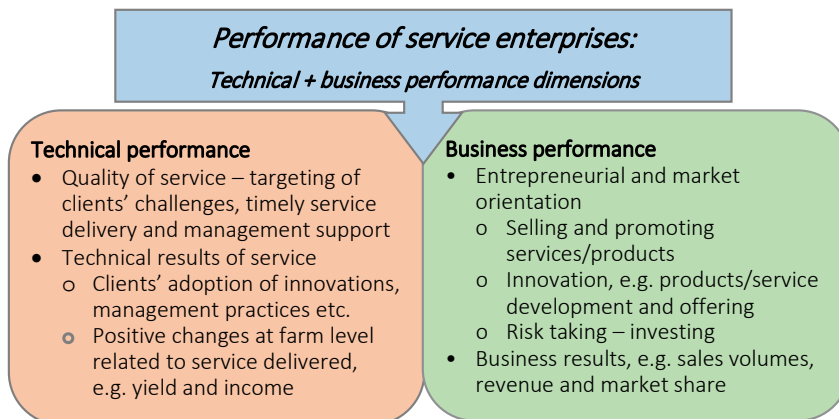 Performance of service enterprises:
Technical + business performance dimensions
Technical performance
• Quality of service – targeting of
clients’ challenges, timely service
delivery and management support
• Technical results of service
o Clients’ adoption of innovations,
management practices etc.
o Positive changes at farm level
related to service delivered,
e.g. yield and income
Business performance
• Entrepreneurial and market
orientation
o Selling and promoting
services/products
o Innovation, e.g. products/service
development and offering
o Risk taking – investing
• Business results, e.g. sales volumes,
revenue and market share